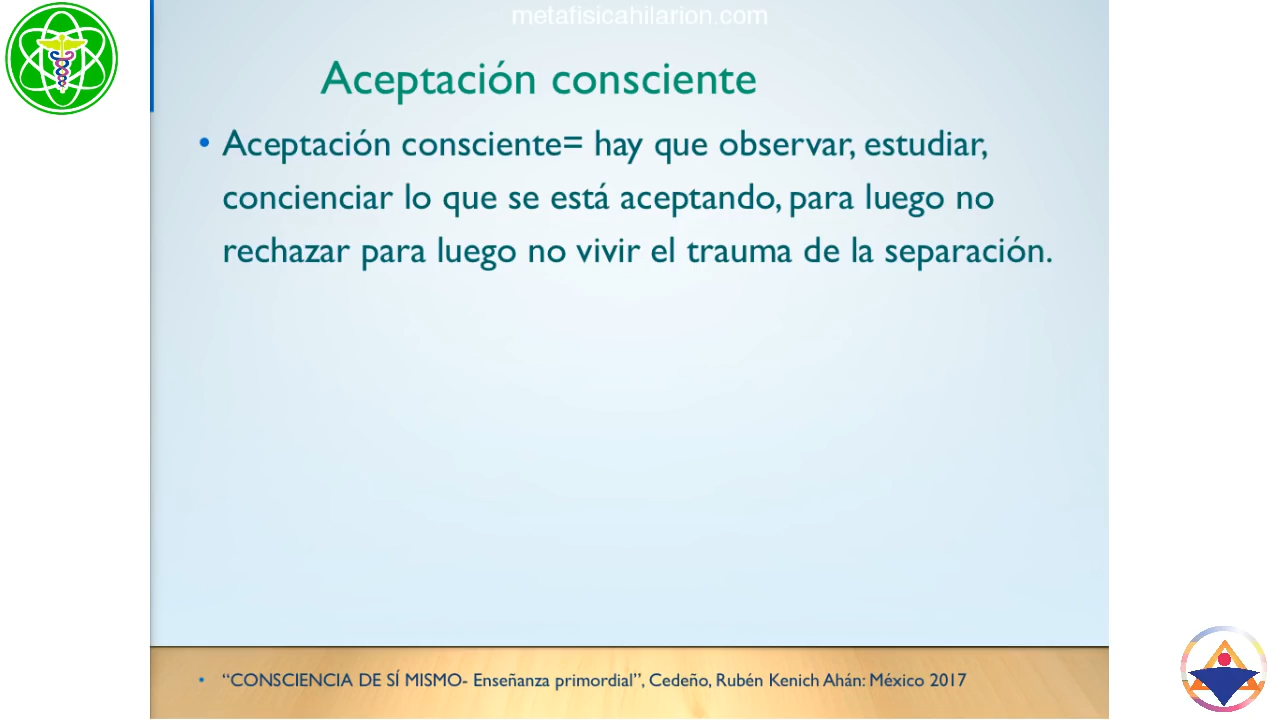 metafisicahilarion.com
Aceptación consciente
• Aceptación consciente= hay que observar, estudiar,
concienciar lo que se está aceptando, para luego no
rechazar para luego no vivir el trauma de la separación.
• “CONSCIENCIA DE SÍ MISMO- Enseñanza primordial”, Cedeño, Rubén Kenich Ahán: México 2017